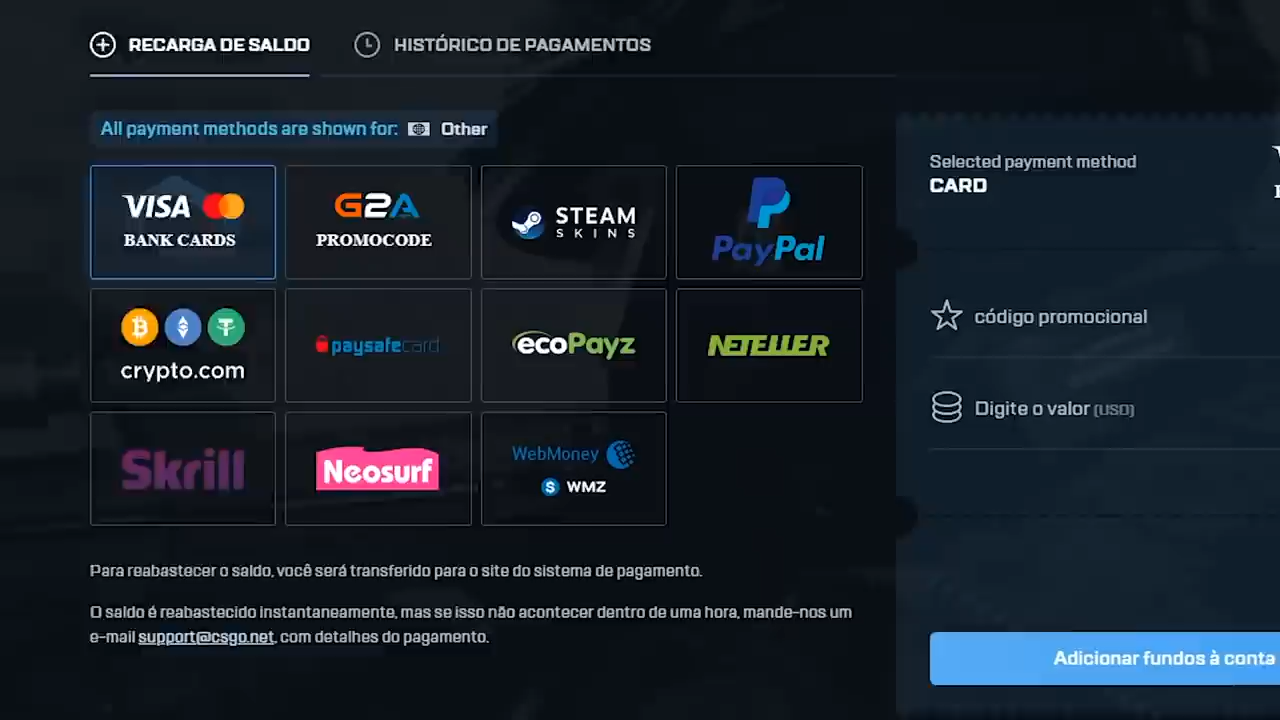 RECARGA DE SALDO
HISTÓRICO DE PAGAMENTOS
All payment methods are shown for: Other
VISA
BANK CARDS
G2A
PROMOCODE
STEAM
SKINS
PayPal
crypto.com
paysafecard
ecoPayz
NETELLER
Skrill
Neosurf
WebMoney
WMZ
Para reabastecer o saldo, você será transferido para o site do sistema de pagamento.
O saldo é reabastecido instantaneamente, mas se isso não acontecer dentro de uma hora, mande-nos um
e-mail support@csgo.net. com detalhes do pagamento.
Selected payment method
CARD
código promocional
Digite o valor (USD)
Adicionar fundos à conta